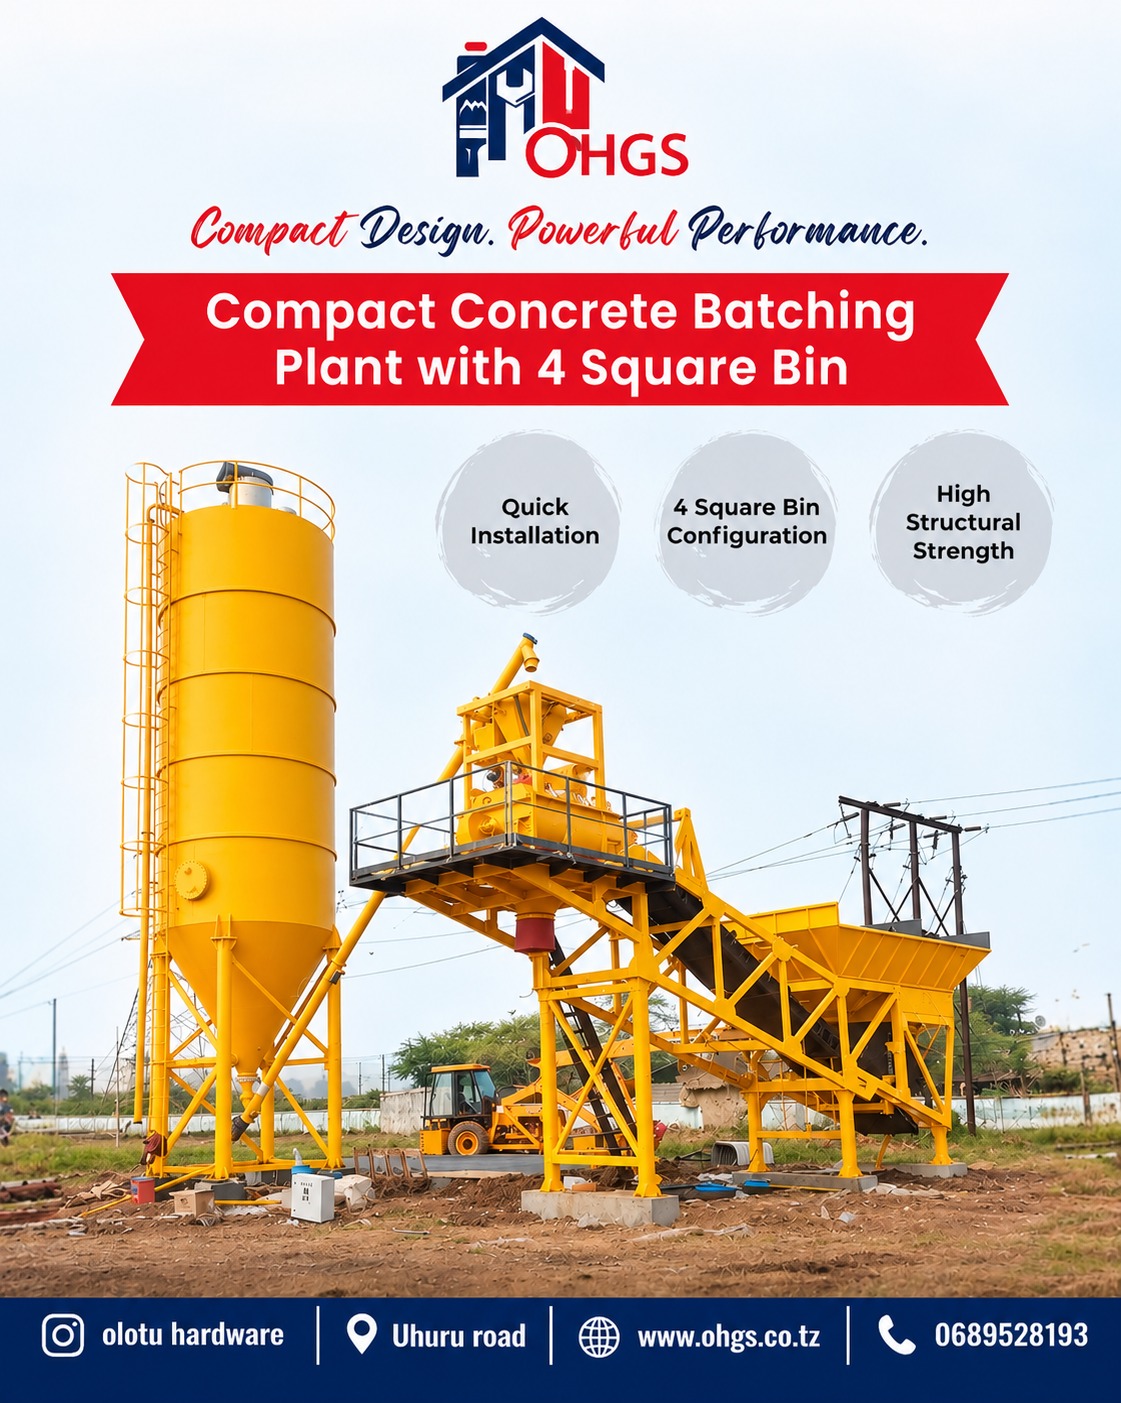 OHGS
Compact Design. Powerful Performance.
Compact Concrete Batching
Plant with 4 Square Bin
Quick
Installation
4 Square Bin
Configuration
High
Structural
Strength
olotu hardware
Uhuru road
www.ohgs.co.tz
0689528193